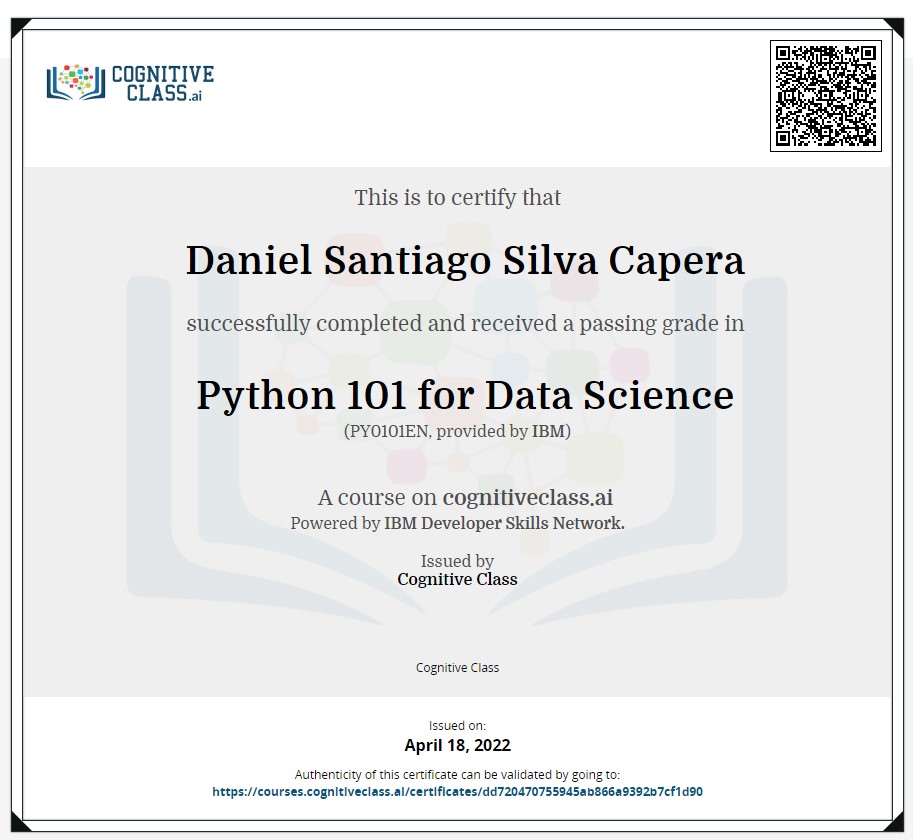 COGNITIVE
CLASS.ai
This is to certify that
Daniel Santiago Silva Capera
successfully completed and received a passing grade in
Python 101 for Data Science
(PY0101EN, provided by IBM)
A course on cognitiveclass.ai
Powered by IBM Developer Skills Network.
Issued by
Cognitive Class
Cognitive Class
Issued on:
April 18, 2022
Authenticity of this certificate can be validated by going to:
https://courses.cognitiveclass.ai/certificates/dd720470755945ab866a9392b7cf1d90